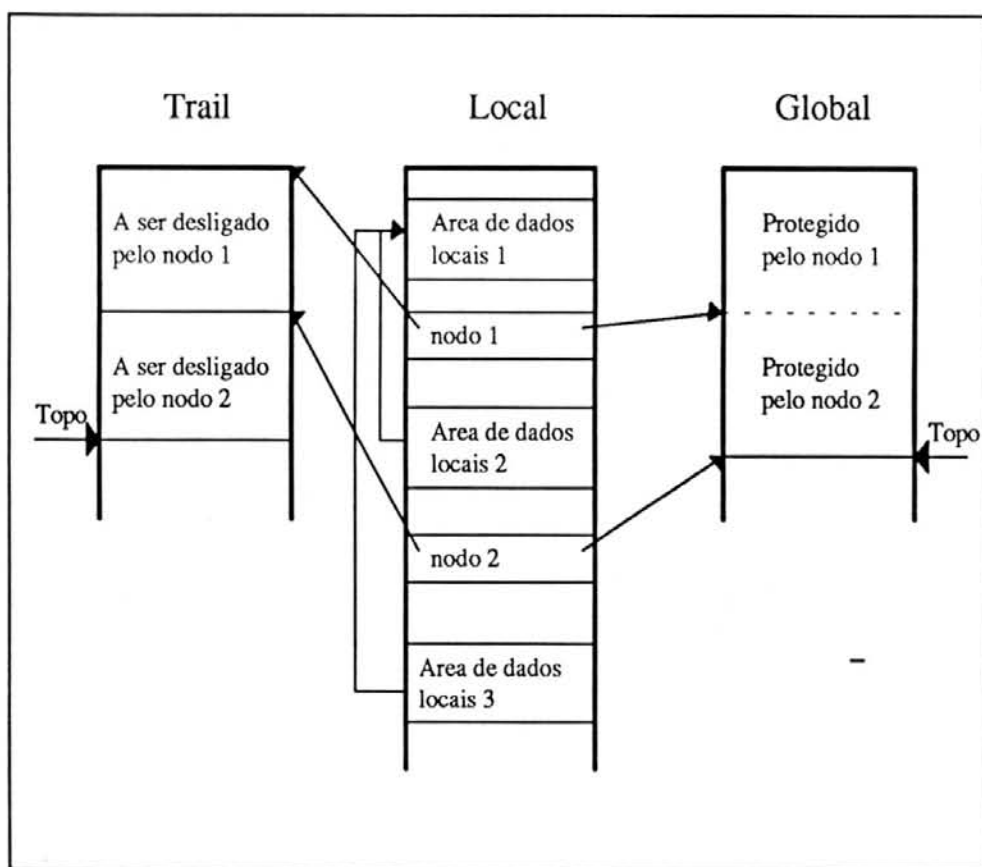 Trail
Local
Global
A ser desligado
pelo nodo 1
A ser desligado
pelo nodo 2
Topo
Area de dados
locais 1
nodo 1
Area de dados
locais 2
nodo 2
Area de dados
locais 3
Protegido
pelo nodo 1
Protegido
pelo nodo 2
Topo